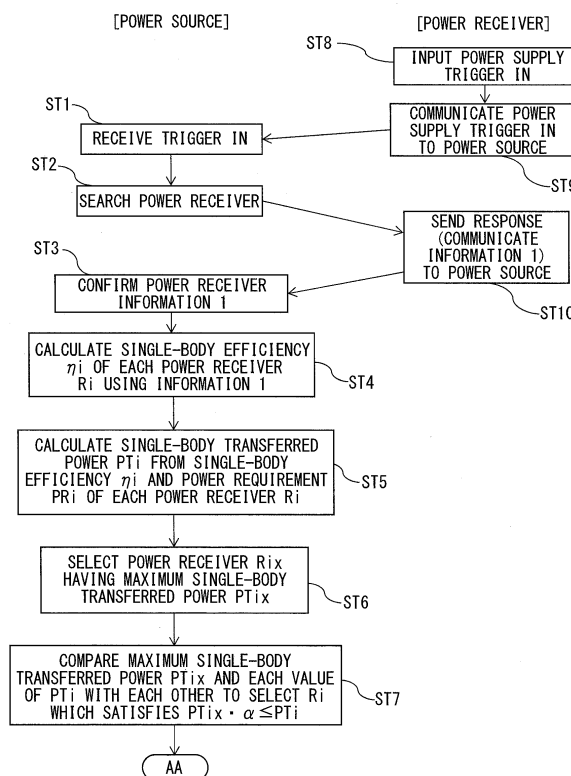 [POWER SOURCE]
[POWER RECEIVER]
ST8
INPUT POWER SUPPLY
TRIGGER IN
ST1
RECEIVE TRIGGER IN
COMMUNICATE POWER
SUPPLY TRIGGER IN
TO POWER SOURCE
ST9
ST2
SEARCH POWER RECEIVER
SEND RESPONSE
(COMMUNICATE
INFORMATION 1)
TO POWER SOURCE
ST10
ST3
CONFIRM POWER RECEIVER
INFORMATION 1
CALCULATE SINGLE-BODY EFFICIENCY
ηi OF EACH POWER RECEIVER
Ri USING INFORMATION 1
ST4
CALCULATE SINGLE-BODY TRANSFERRED
POWER PTi FROM SINGLE-BODY
EFFICIENCY ηi AND POWER REQUIREMENT
PRi OF EACH POWER RECEIVER Ri
ST5
SELECT POWER RECEIVER Rix
HAVING MAXIMUM SINGLE-BODY
TRANSFERRED POWER PTix
ST6
COMPARE MAXIMUM SINGLE-BODY
TRANSFERRED POWER PTix AND EACH VALUE
OF PTi WITH EACH OTHER TO SELECT Ri
WHICH SATISFIES PTix・α≦PTi
ST7
AA